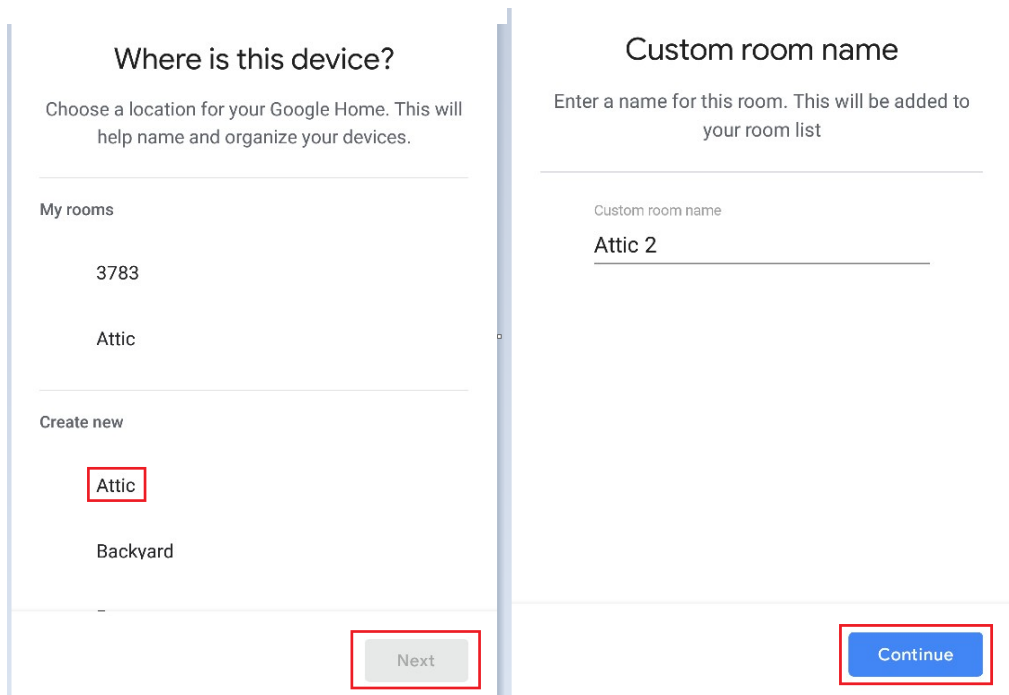 Where is this device?
Choose a location for your Google Home. This will
help name and organize your devices.
My rooms
3783
Attic
Create new
Attic
Backyard
Next
Custom room name
Enter a name for this room. This will be added to
your room list
Custom room name
Attic 2
Continue